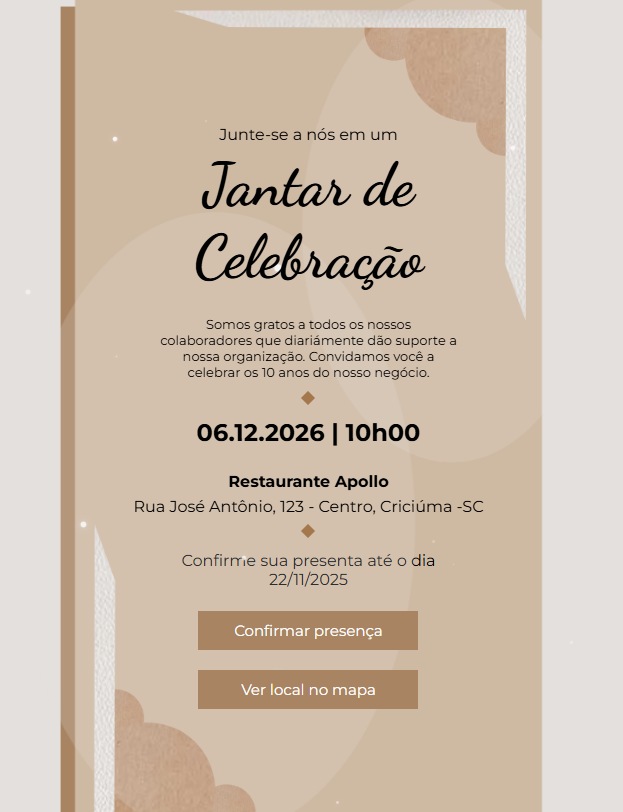 Junte-se a nós em um
Jantar de
Celebração
Somos gratos a todos os nossos
colaboradores que diariámente dão suporte a
nossa organização. Convidamos você a
celebrar os 10 anos do nosso negócio.
06.12.2026 | 10h00
Restaurante Apollo
Rua José Antônio, 123 - Centro, Criciúma -SC
Confirme sua presenta até o dia
22/11/2025
Confirmar presença
Ver local no mapa